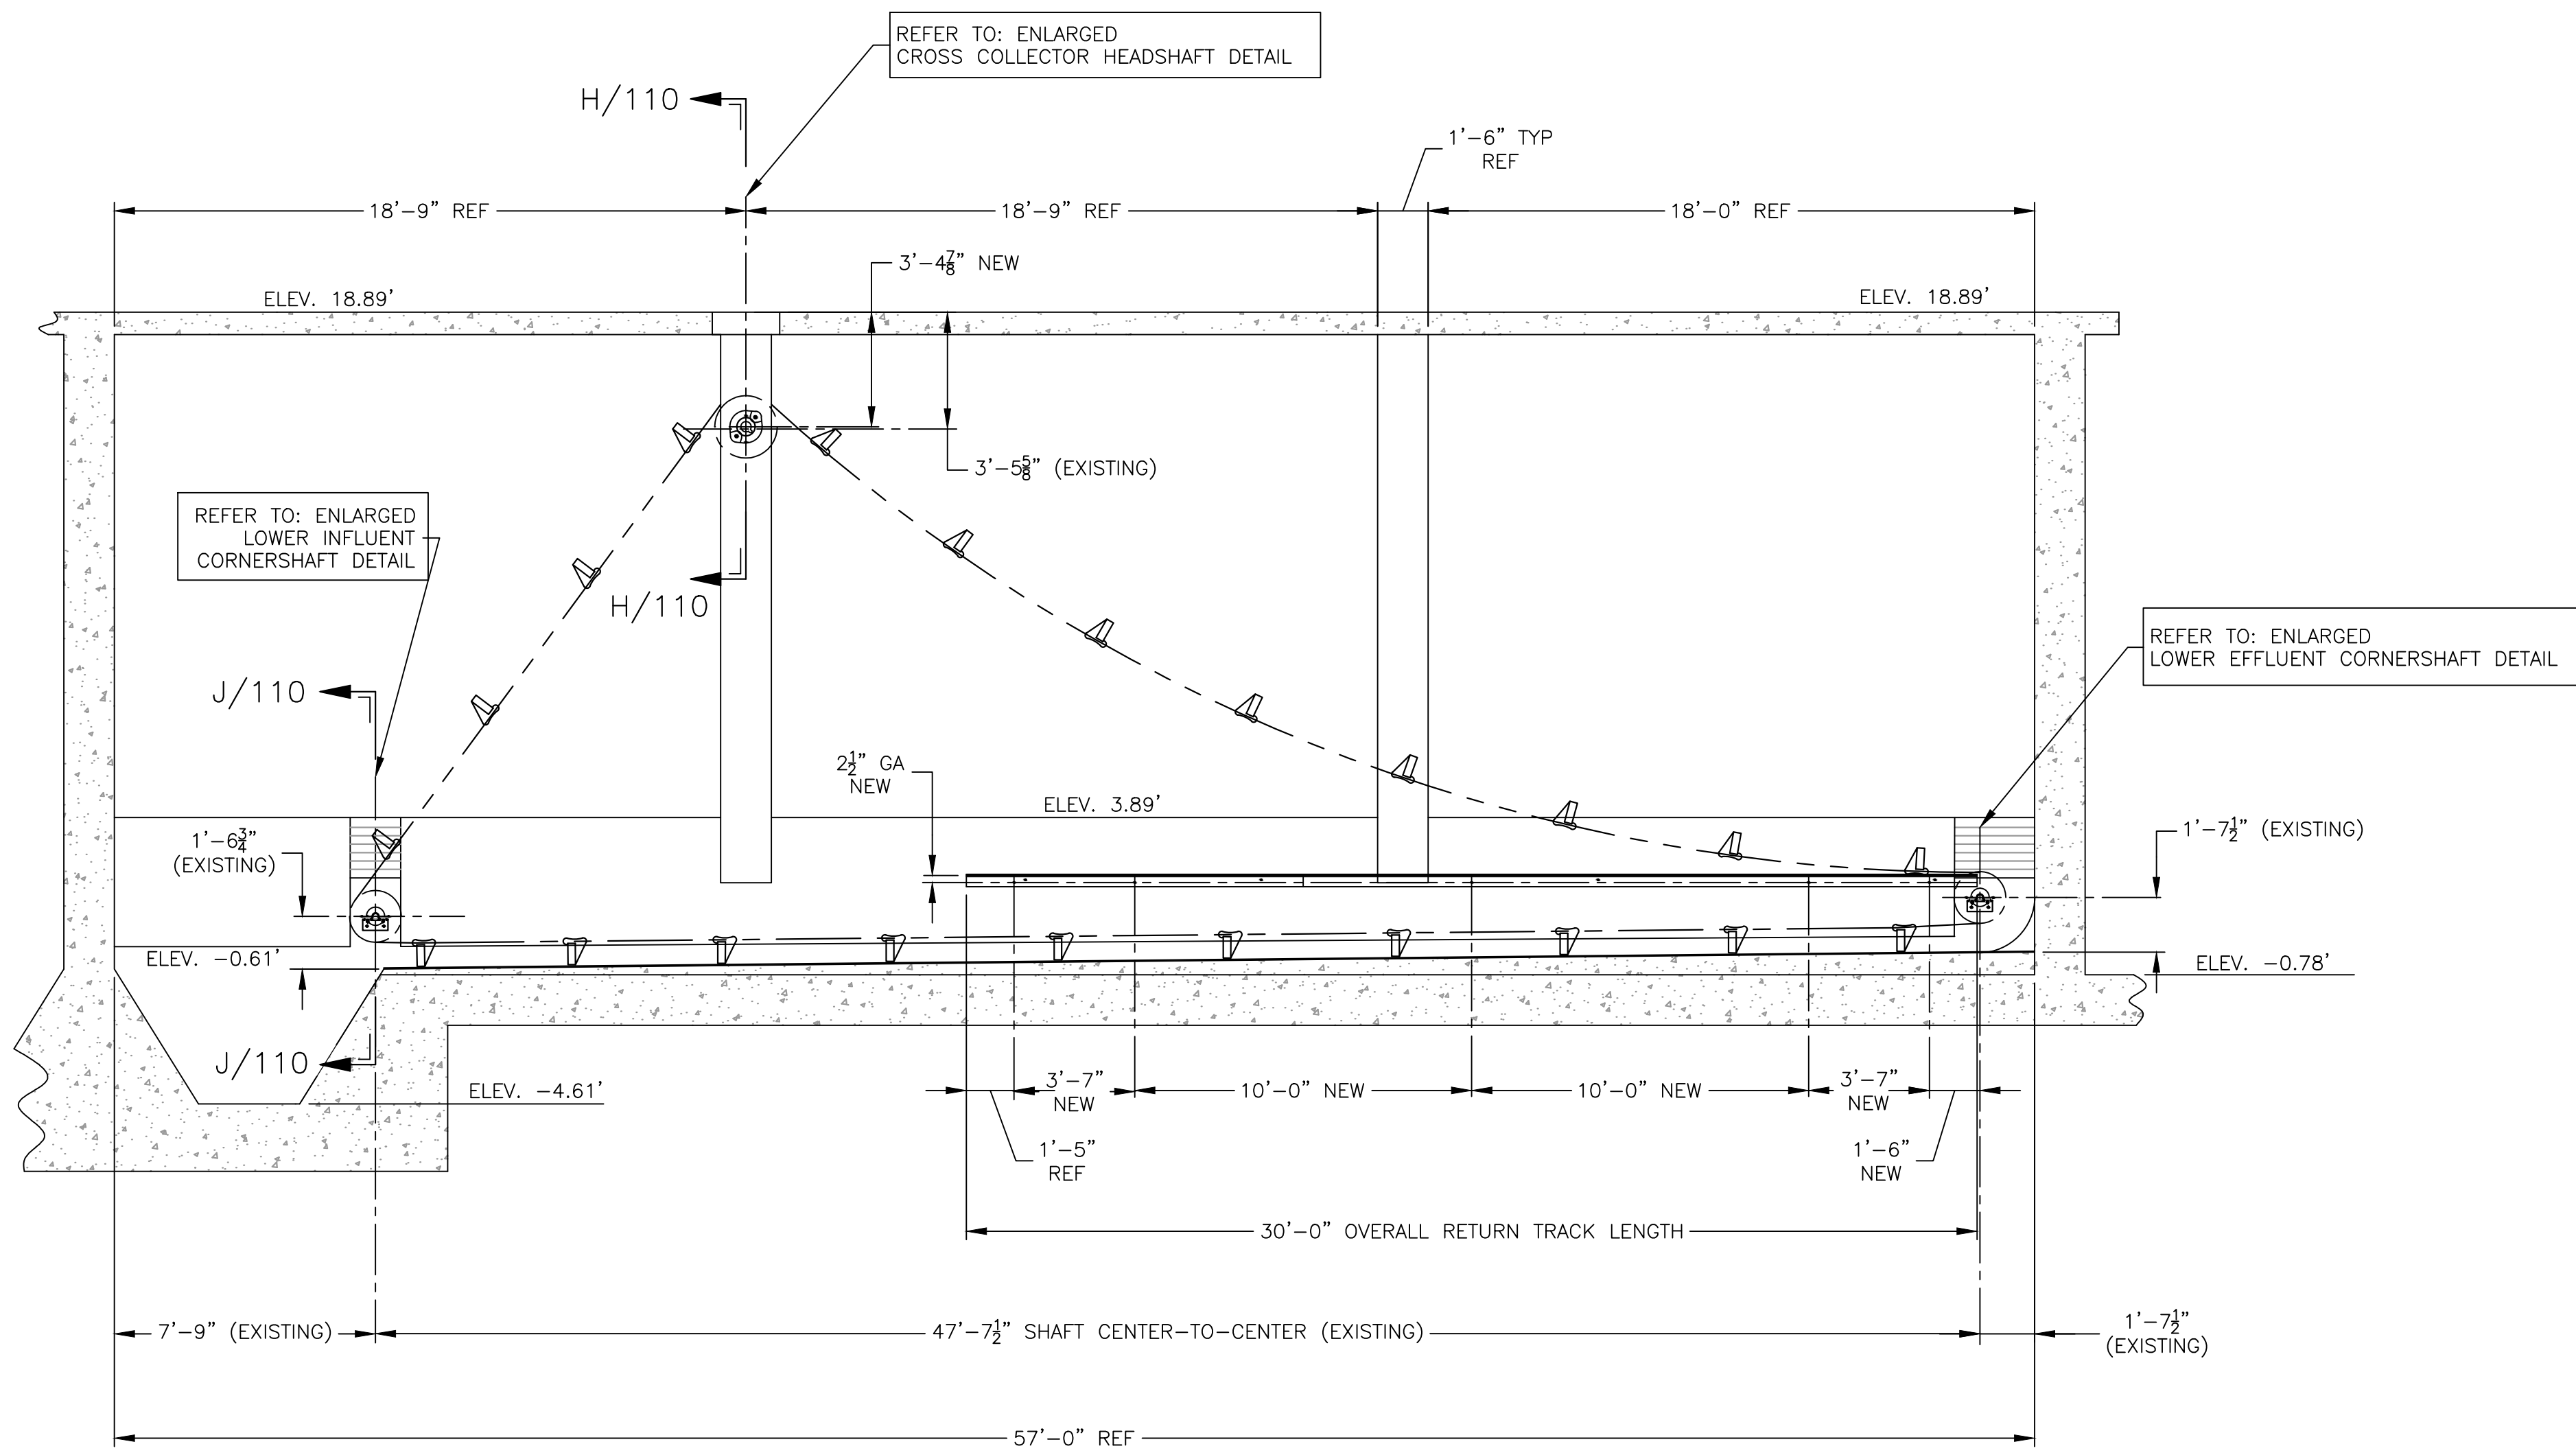 REFER TO: ENLARGED
CROSS COLLECTOR HEADSHAFT DETAIL
H/110
1'-6" TYP
REF
18'-9" REF
18'-9" REF
18'-0" REF
3'-4⅞" NEW
ELEV. 18.89'
ELEV. 18.89'
3'-5⅝" (EXISTING)
REFER TO: ENLARGED
LOWER INFLUENT
CORNERSHAFT DETAIL
H/110
REFER TO: ENLARGED
LOWER EFFLUENT CORNERSHAFT DETAIL
J/110
2½" GA
NEW
ELEV. 3.89'
1'-6¾"
(EXISTING)
1'-7½" (EXISTING)
ELEV. -0.61'
ELEV. -0.78'
J/110
ELEV. -4.61'
3'-7"
NEW
10'-0" NEW
10'-0" NEW
3'-7"
NEW
1'-5"
REF
1'-6"
NEW
30'-0" OVERALL RETURN TRACK LENGTH
7'-9" (EXISTING)
47'-7½" SHAFT CENTER-TO-CENTER (EXISTING)
1'-7½"
(EXISTING)
57'-0" REF